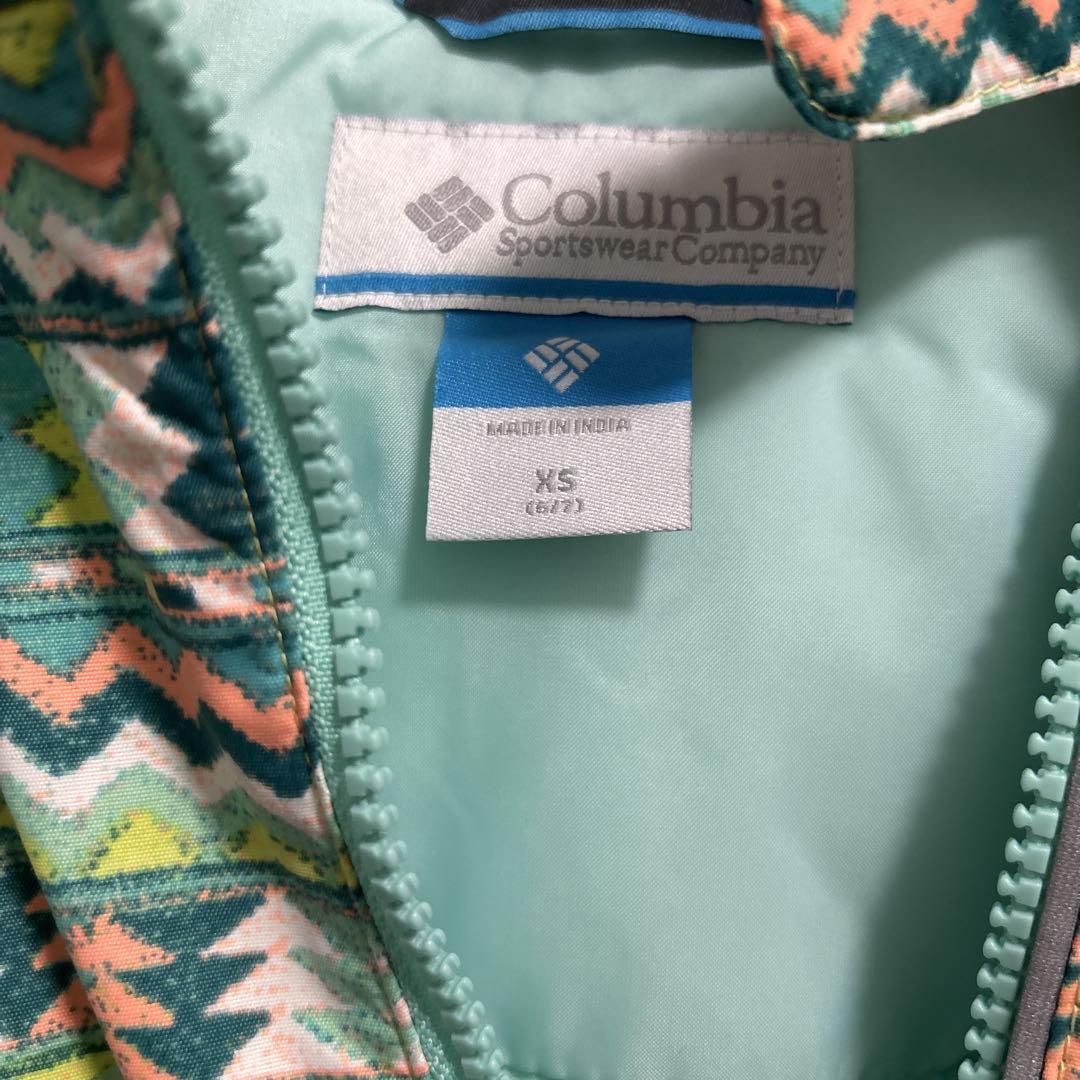 Columbia
Sportswear Company
MADE IN INDIA
XS
(6/7)